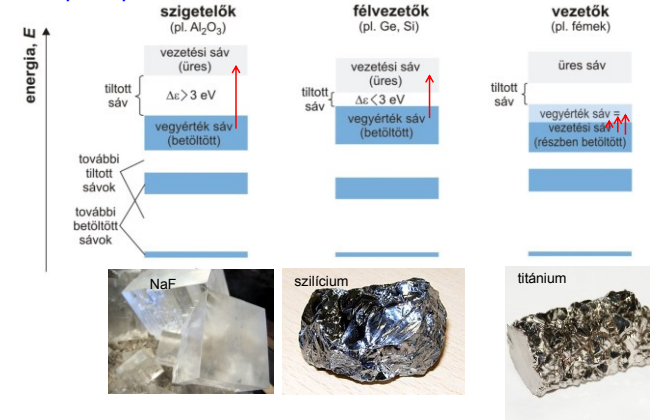 szigetelők
(pl. Al₂O₃)
félvezetők
(pl. Ge, Si)
vezetők
(pl. fémek)
energia, E
vezetési sáv
(üres)
tiltott
sáv
Δε>3 eV
vegyérték sáv
(betöltött)
további
tiltott
sávok
további
betöltött
sávok
vezetési sáv
(üres)
tiltott
sáv
Δε<3 eV
vegyérték sáv
(betöltött)
üres sáv
tiltott
sáv
vegyérték sáv =
vezetési sáv
(részben betöltött)
NaF
szilícium
titánium